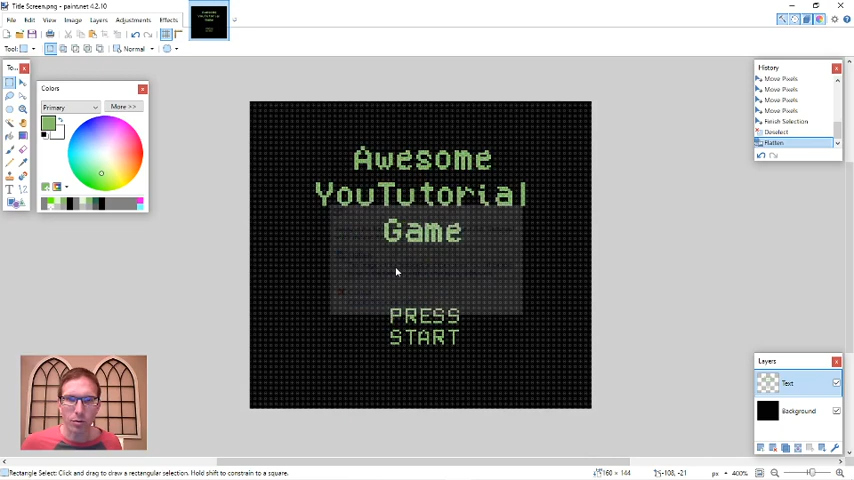 Title Screen.png - paint.net 4.2.10
File Edit View Image Layers Adjustments Effects
Tool: Normal
To...
Colors
Primary
More >>
Awesome
YouTutorial
Game
PRESS
START
History
Move Pixels
Move Pixels
Move Pixels
Move Pixels
Finish Selection
Deselect
Flatten
Layers
Text
Background
Rectangle Select: Click and drag to draw a rectangular selection. Hold shift to constrain to a square.
160 × 144
-108, -21
px
400%